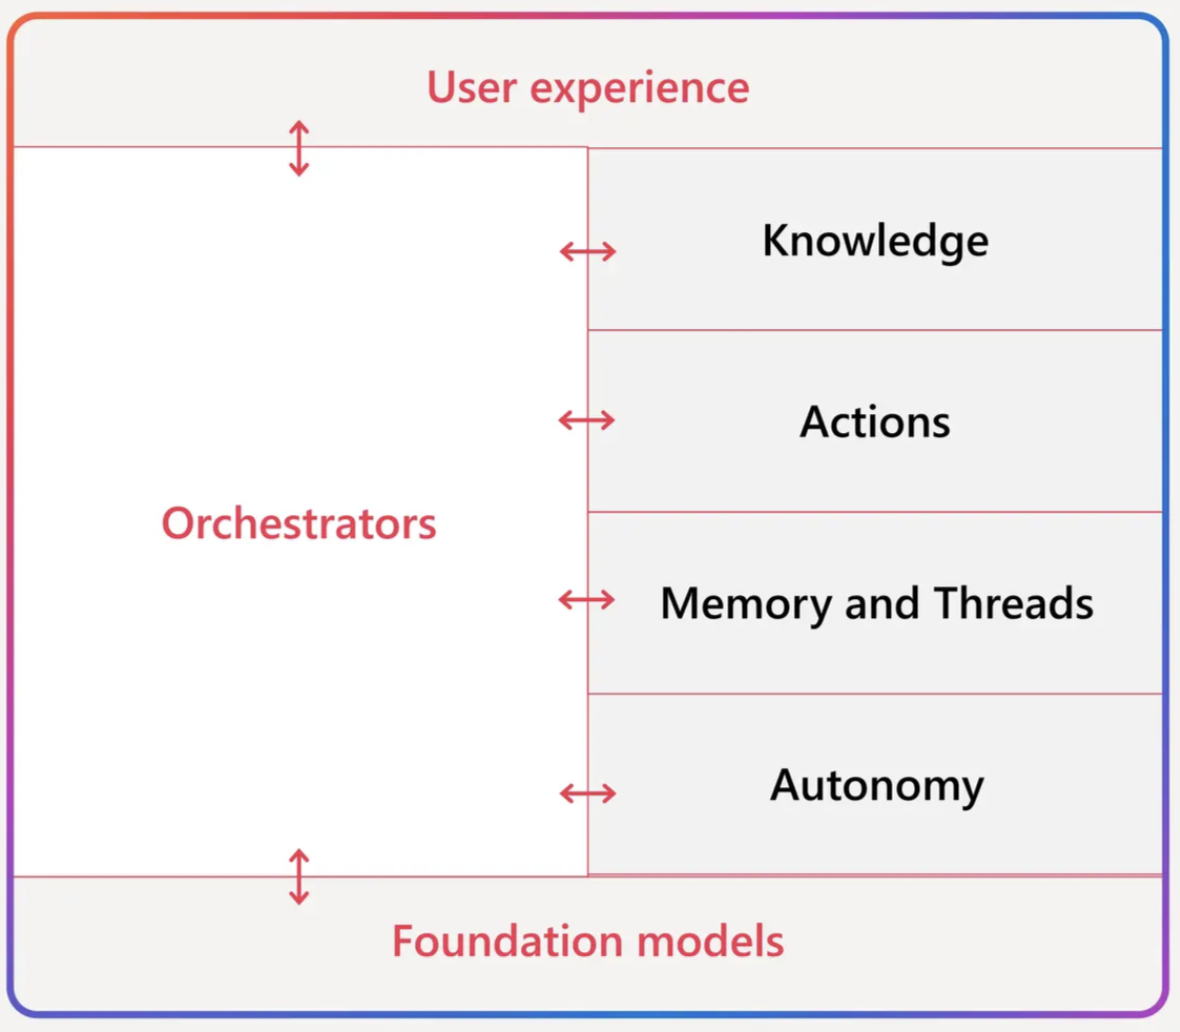 User experience
Knowledge
Actions
Orchestrators
Memory and Threads
Autonomy
Foundation models